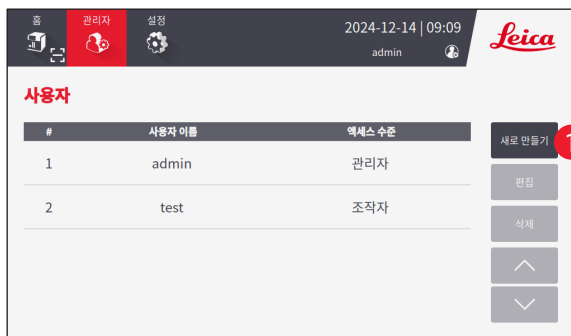 홈 관리자 설정
2024-12-14 | 09:09
admin
Leica
사용자
# 사용자 이름 액세스 수준
1 admin 관리자
2 test 조작자
새로 만들기 1
편집
삭제